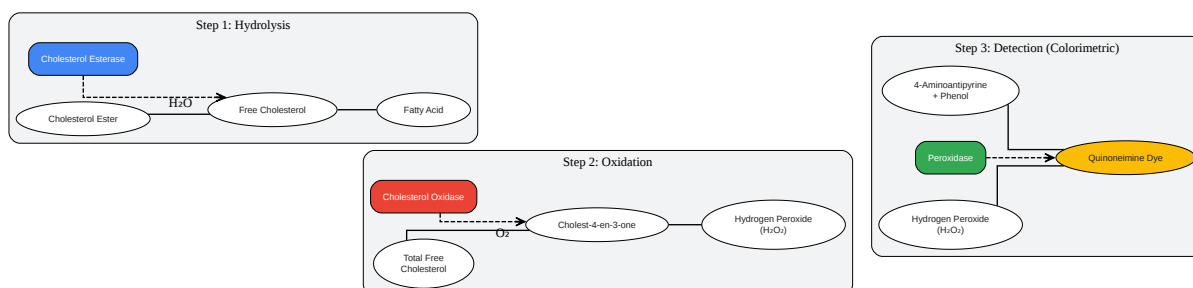 Step 1: Hydrolysis
Cholesterol Esterase
H₂O
Cholesterol Ester
Free Cholesterol
Fatty Acid
Step 2: Oxidation
Cholesterol Oxidase
O₂
Total Free
Cholesterol
Cholest-4-en-3-one
Hydrogen Peroxide
(H₂O₂)
Step 3: Detection (Colorimetric)
4-Aminoantipyrine
+ Phenol
Peroxidase
Quinoneimine Dye
Hydrogen Peroxide
(H₂O₂)